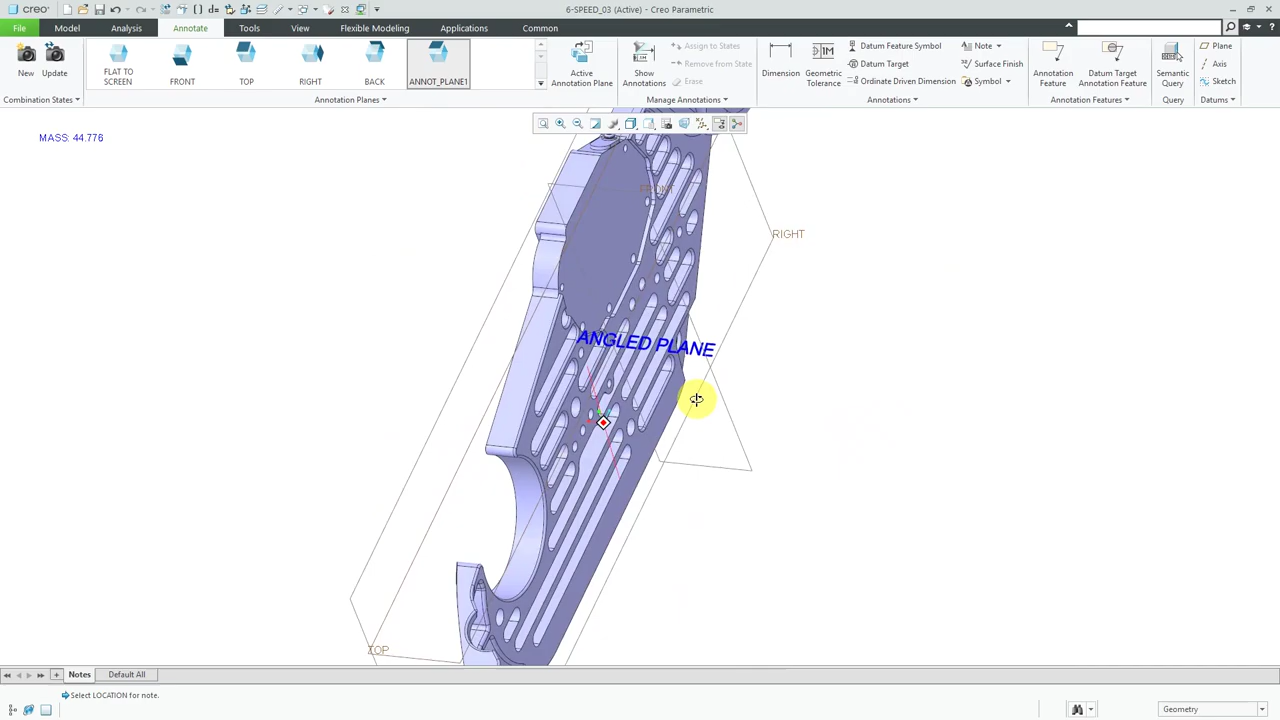 creo
6-SPEED_03 (Active) - Creo Parametric
File Model Analysis Annotate Tools View Flexible Modeling Applications Common
New
Update
FLAT TO
SCREEN
FRONT
TOP
RIGHT
BACK
ANNOT_PLANE1
Active
Annotation Plane
Show
Annotations
Assign to States
Remove from State
Erase
Dimension
Geometric
Tolerance
Datum Feature Symbol
Datum Target
Ordinate Driven Dimension
Note
Surface Finish
Symbol
Annotation
Feature
Datum Target
Annotation Feature
Semantic
Query
Plane
Axis
Sketch
Combination States Annotation Planes Manage Annotations Annotations Annotation Features Query Datums
MASS: 44.776
FRONT
RIGHT
ANGLED PLANE
TOP
Notes Default All
Select LOCATION for note.
Geometry